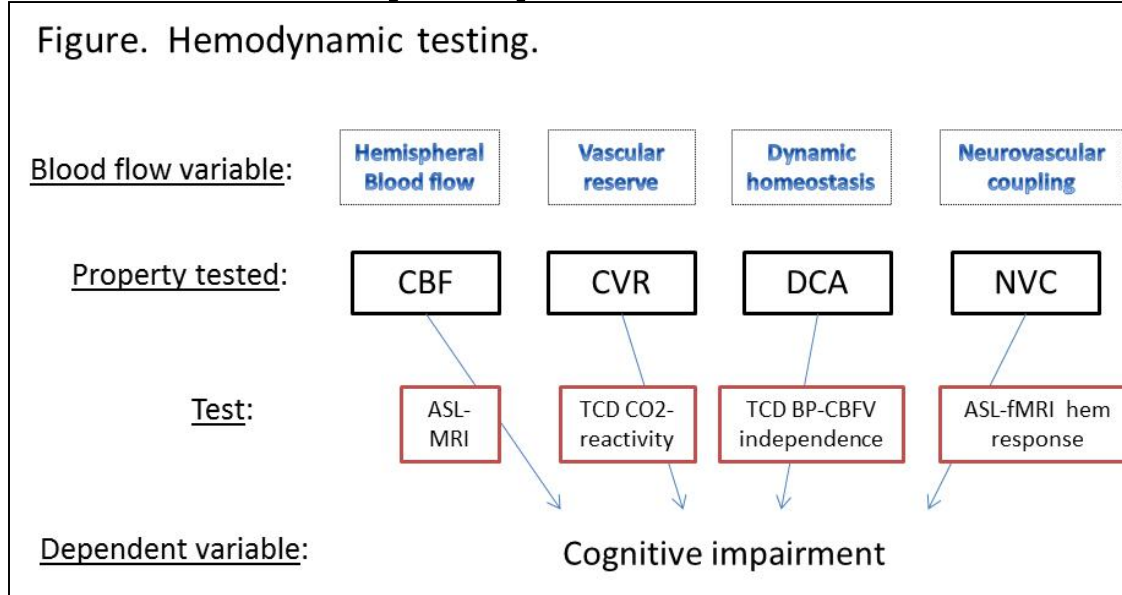 Figure. Hemodynamic testing.
Blood flow variable:
Hemispheral
Blood flow
Vascular
reserve
Dynamic
homeostasis
Neurovascular
coupling
Property tested:
CBF
CVR
DCA
NVC
Test:
ASL-
MRI
TCD CO2-
reactivity
TCD BP-CBFV
independence
ASL-fMRI hem
response
Dependent variable:
Cognitive impairment